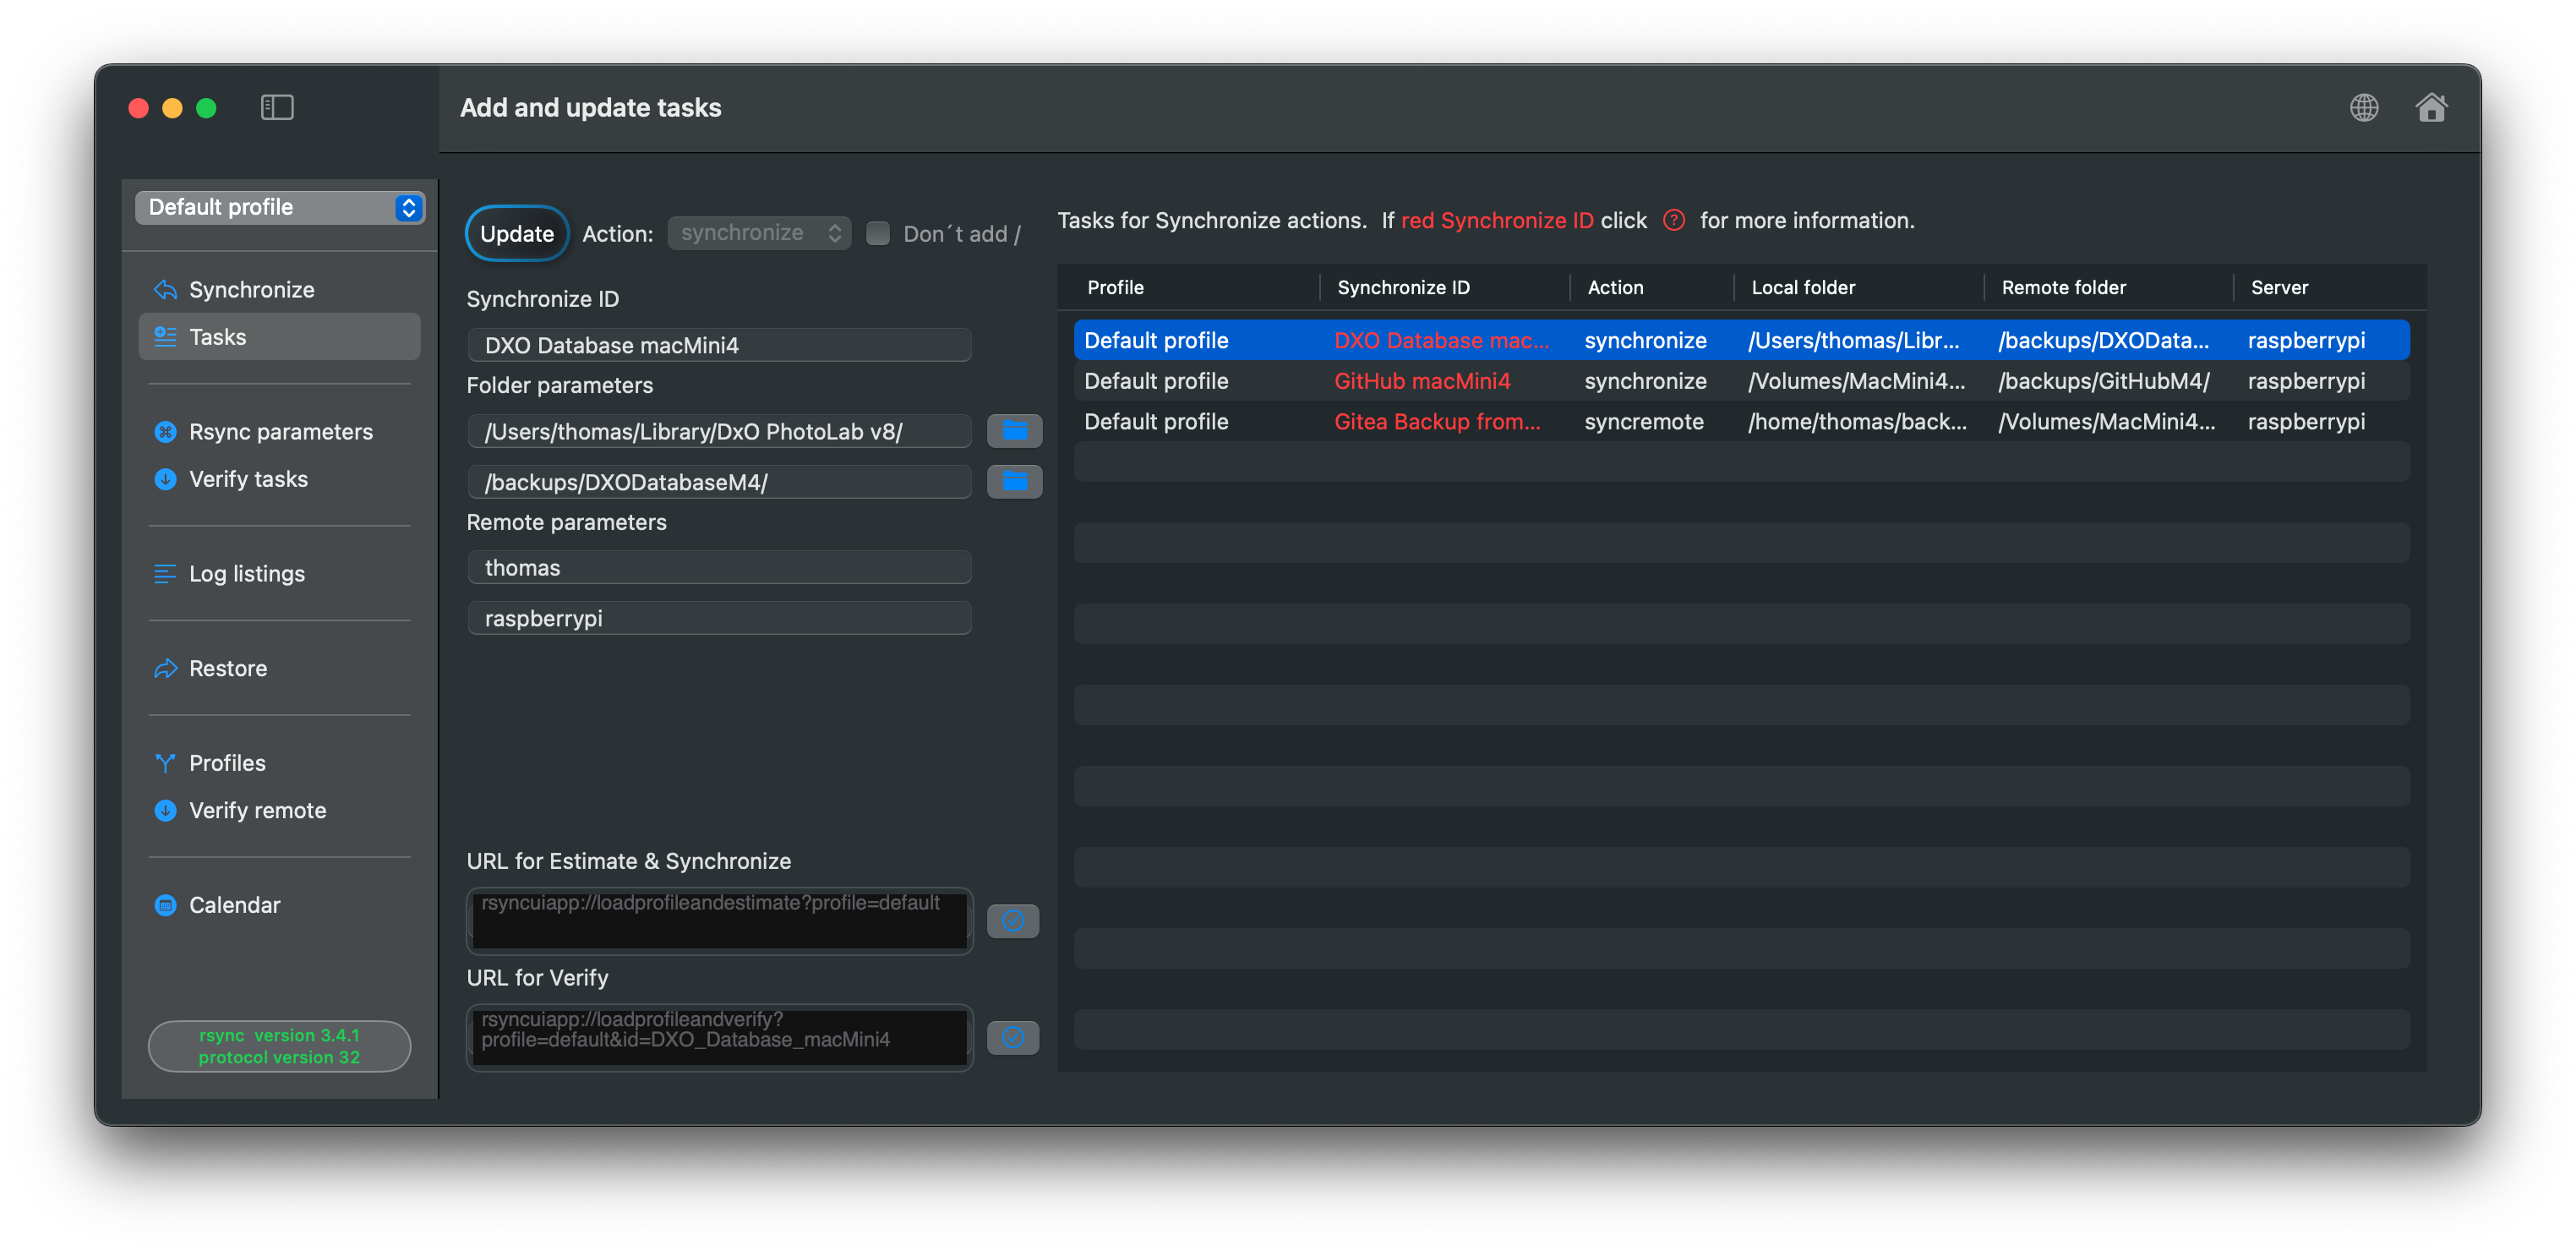 Add and update tasks
Default profile
Synchronize
Tasks
Rsync parameters
Verify tasks
Log listings
Restore
Profiles
Verify remote
Calendar
rsync  version 3.4.1
protocol version 32
Update
Action:
synchronize
Don´t add /
Synchronize ID
DXO Database macMini4
Folder parameters
/Users/thomas/Library/DxO PhotoLab v8/
/backups/DXODatabaseM4/
Remote parameters
thomas
raspberrypi
URL for Estimate & Synchronize
rsyncuiapp://loadprofileandestimate?profile=default
URL for Verify
rsyncuiapp://loadprofileandverify?
profile=default&id=DXO_Database_macMini4
Tasks for Synchronize actions.  If red Synchronize ID click ? for more information.
Profile Synchronize ID Action Local folder Remote folder Server
Default profile DXO Database mac... synchronize /Users/thomas/Libr... /backups/DXOData... raspberrypi
Default profile GitHub macMini4 synchronize /Volumes/MacMini4... /backups/GitHubM4/ raspberrypi
Default profile Gitea Backup from... syncremote /home/thomas/back... /Volumes/MacMini4... raspberrypi